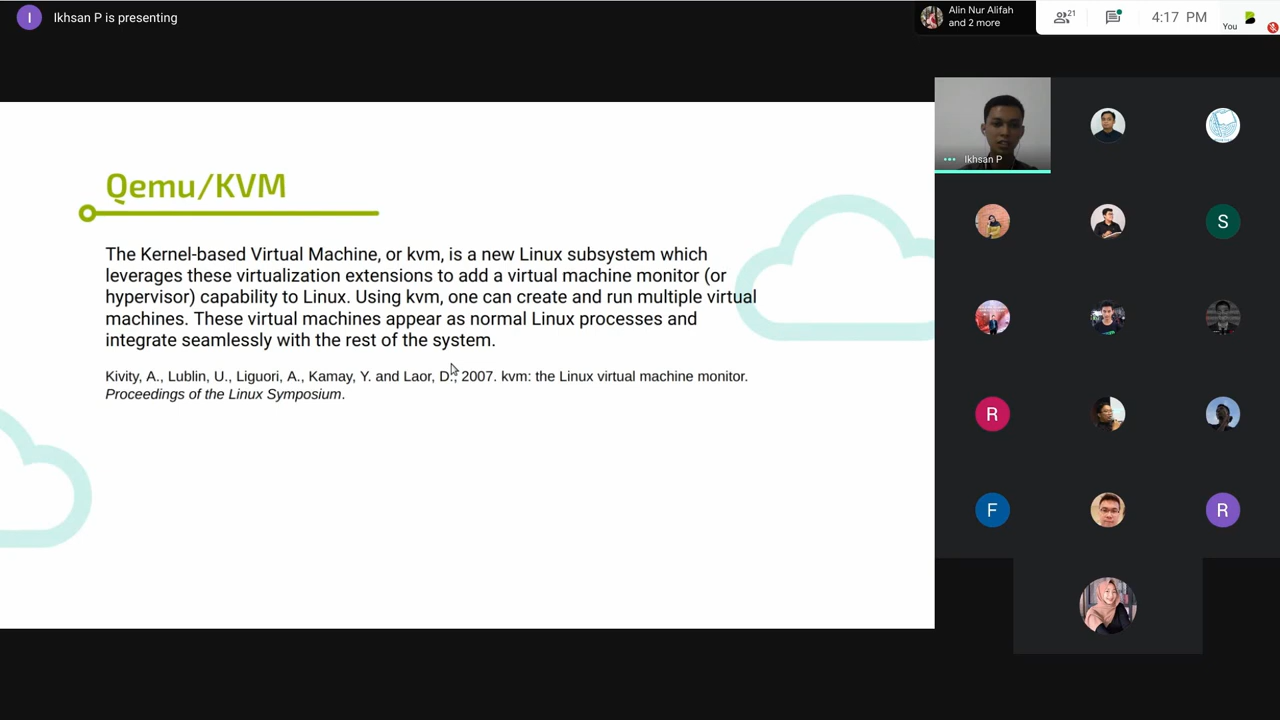 I
Ikhsan P is presenting
Alin Nur Alifah
and 2 more
21
4:17 PM
You
Qemu/KVM
The Kernel-based Virtual Machine, or kvm, is a new Linux subsystem which
leverages these virtualization extensions to add a virtual machine monitor (or
hypervisor) capability to Linux. Using kvm, one can create and run multiple virtual
machines. These virtual machines appear as normal Linux processes and
integrate seamlessly with the rest of the system.
Kivity, A., Lublin, U., Liguori, A., Kamay, Y. and Laor, D., 2007. kvm: the Linux virtual machine monitor.
Proceedings of the Linux Symposium.
Ikhsan P
S
R
F
R